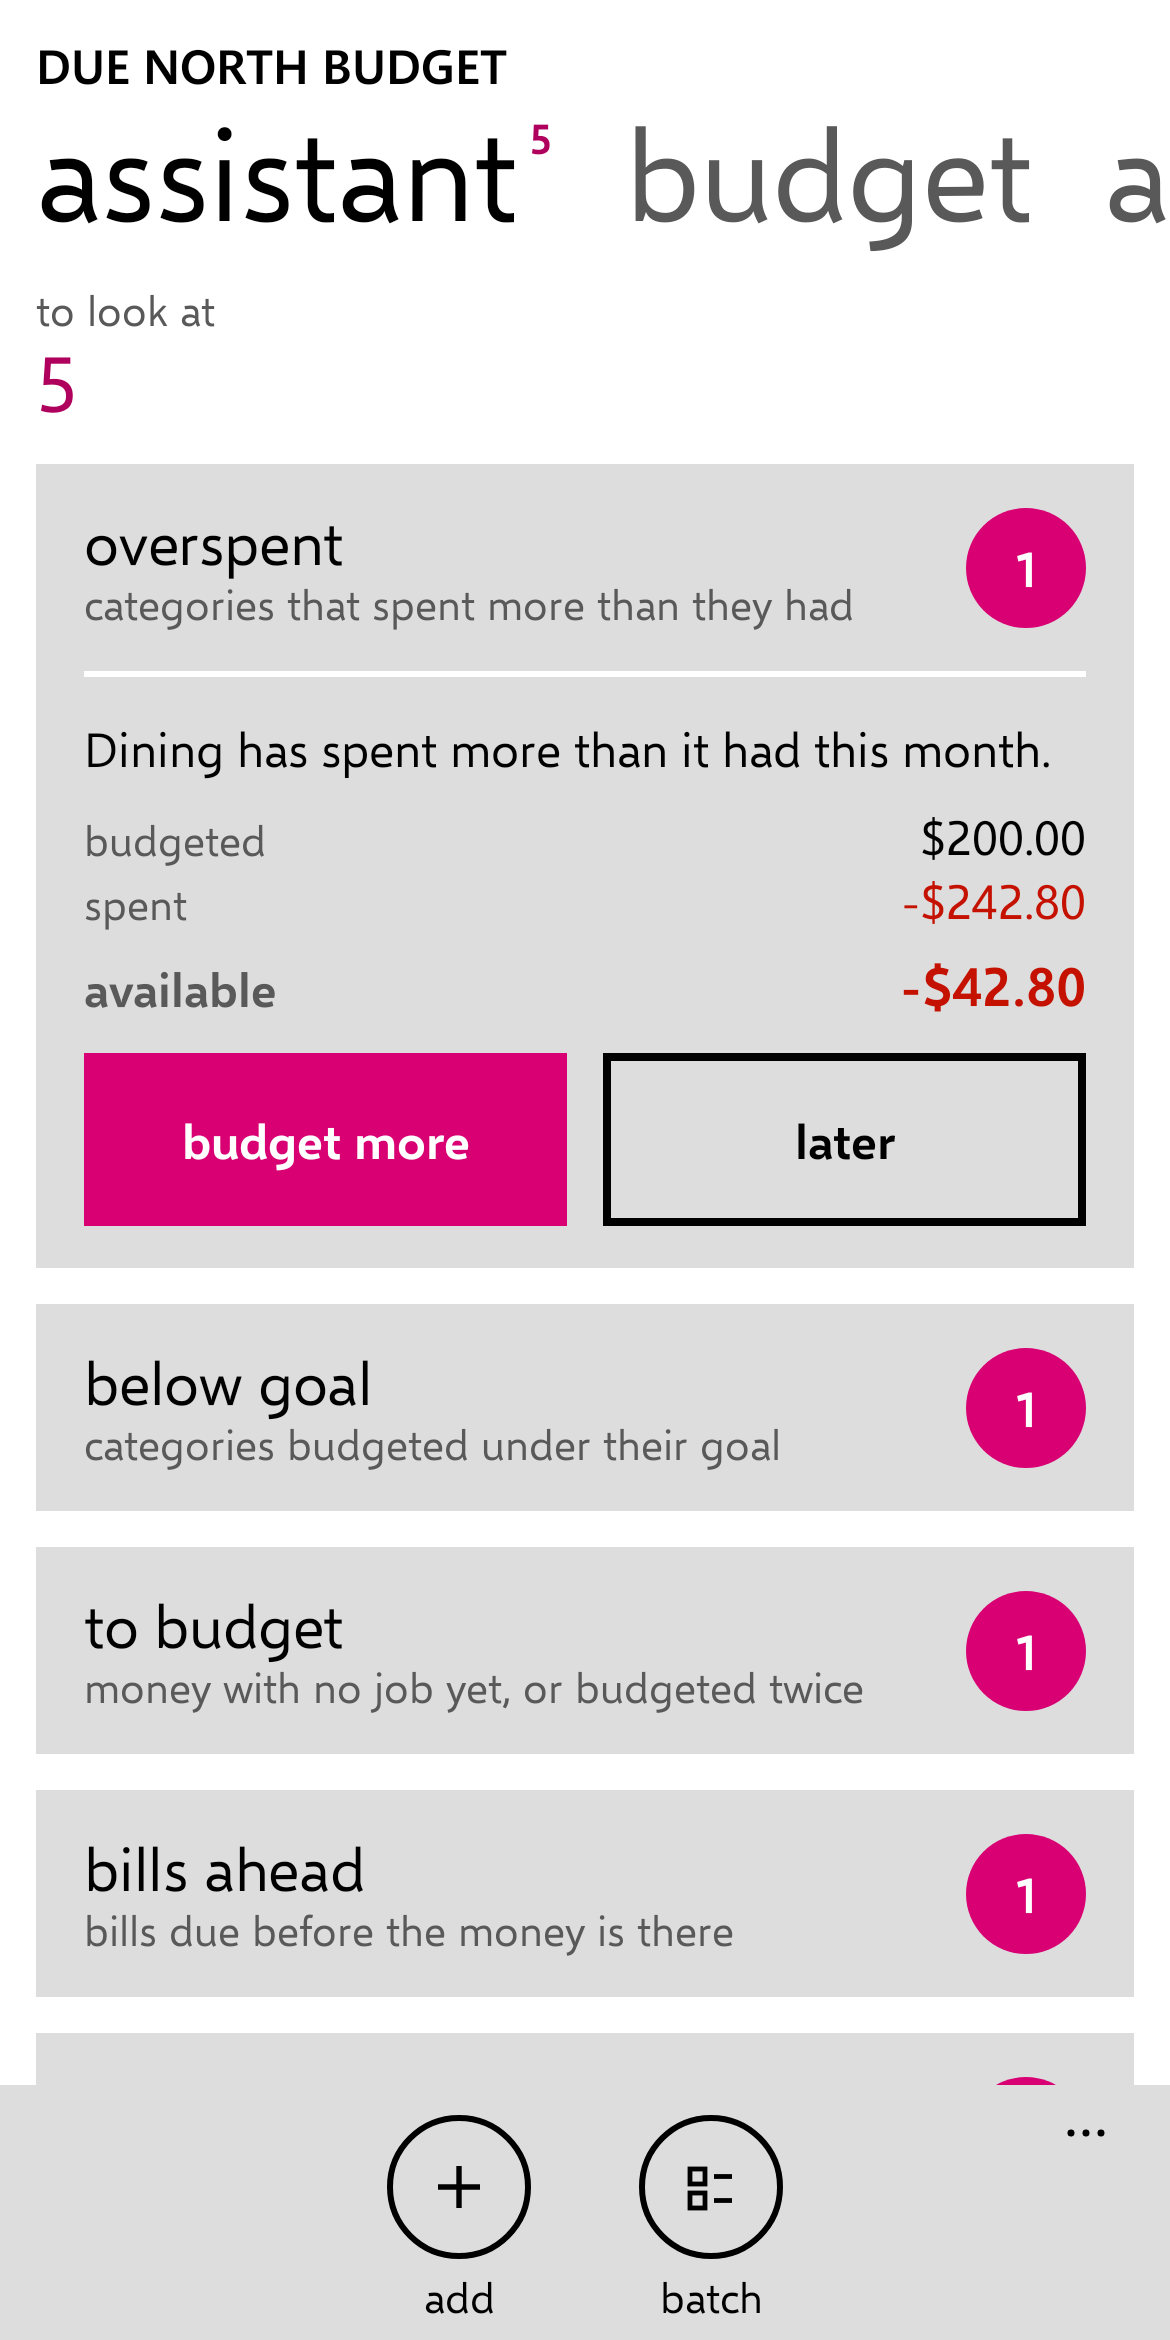 DUE NORTH BUDGET
assistant 5 budget a
to look at
5
overspent
1
categories that spent more than they had
Dining has spent more than it had this month.
budgeted $200.00
spent -$242.80
available -$42.80
budget more later
below goal
1
categories budgeted under their goal
to budget
1
money with no job yet, or budgeted twice
bills ahead
1
bills due before the money is there
...
add batch